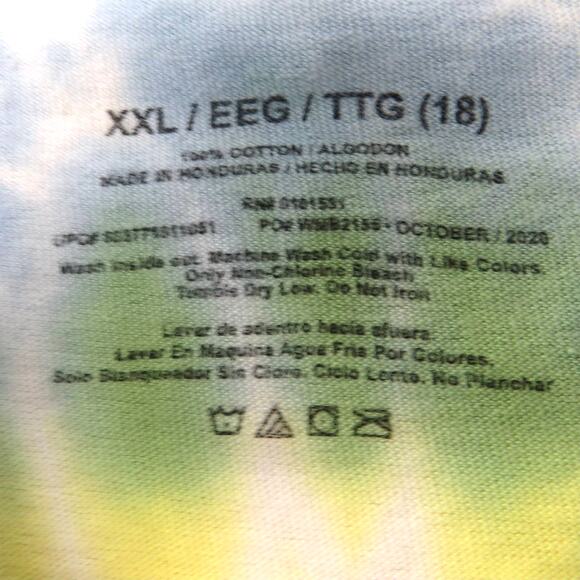 XXL / EEG / TTG (18)
100% COTTON / ALGODON
MADE IN HONDURAS / HECHO EN HONDURAS
RN#
UPC# PO# OCTOBER / 2020
Wash inside out. Machine Wash Cold with Like Colors.
Only Non-Chlorine Bleach
Tumble Dry Low. Do Not Iron
Lavar de adentro hacia afuera.
Lavar En Maquina Agua Fria Por Colores.
Solo Blanqueador Sin Cloro. Ciclo Lento. No Planchar